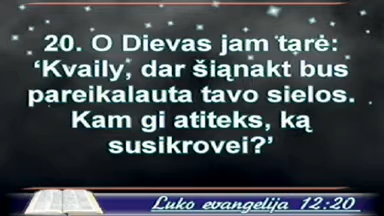 20. O Dievas jam tarė:
‘Kvaily, dar šiąnakt bus
pareikalauta tavo sielos.
Kam gi atiteks, ką
susikrovei?’
Luko evangelija 12:20